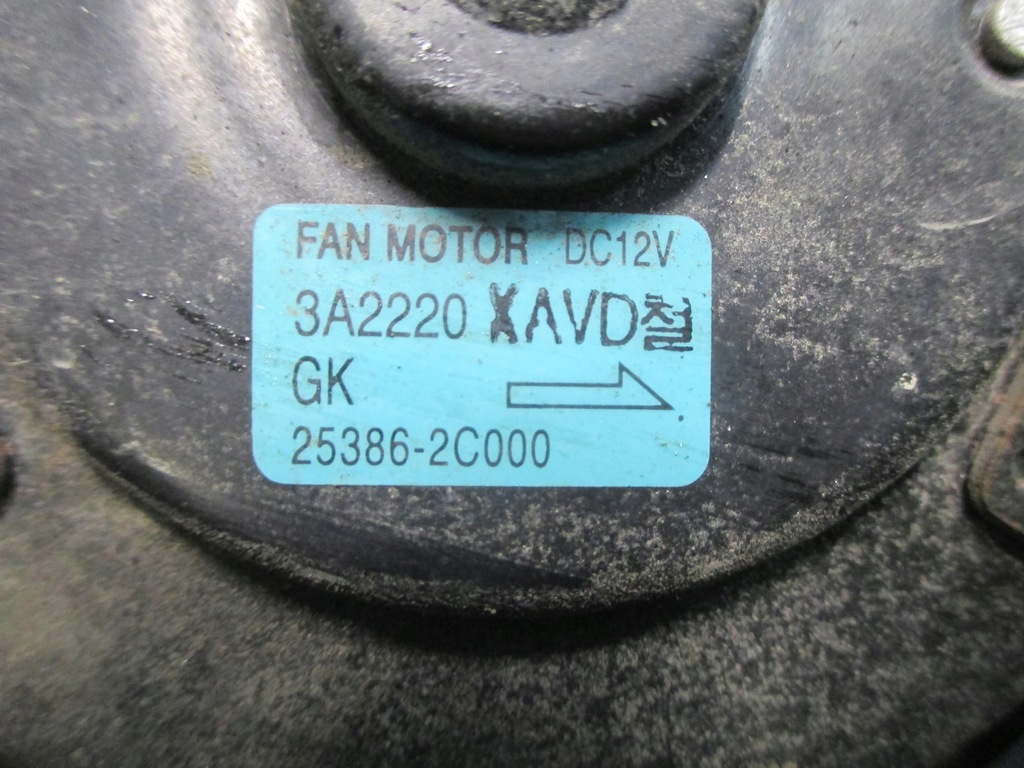 FAN MOTOR DC12V
3A2220 XAVD철
GK
25386-2C000